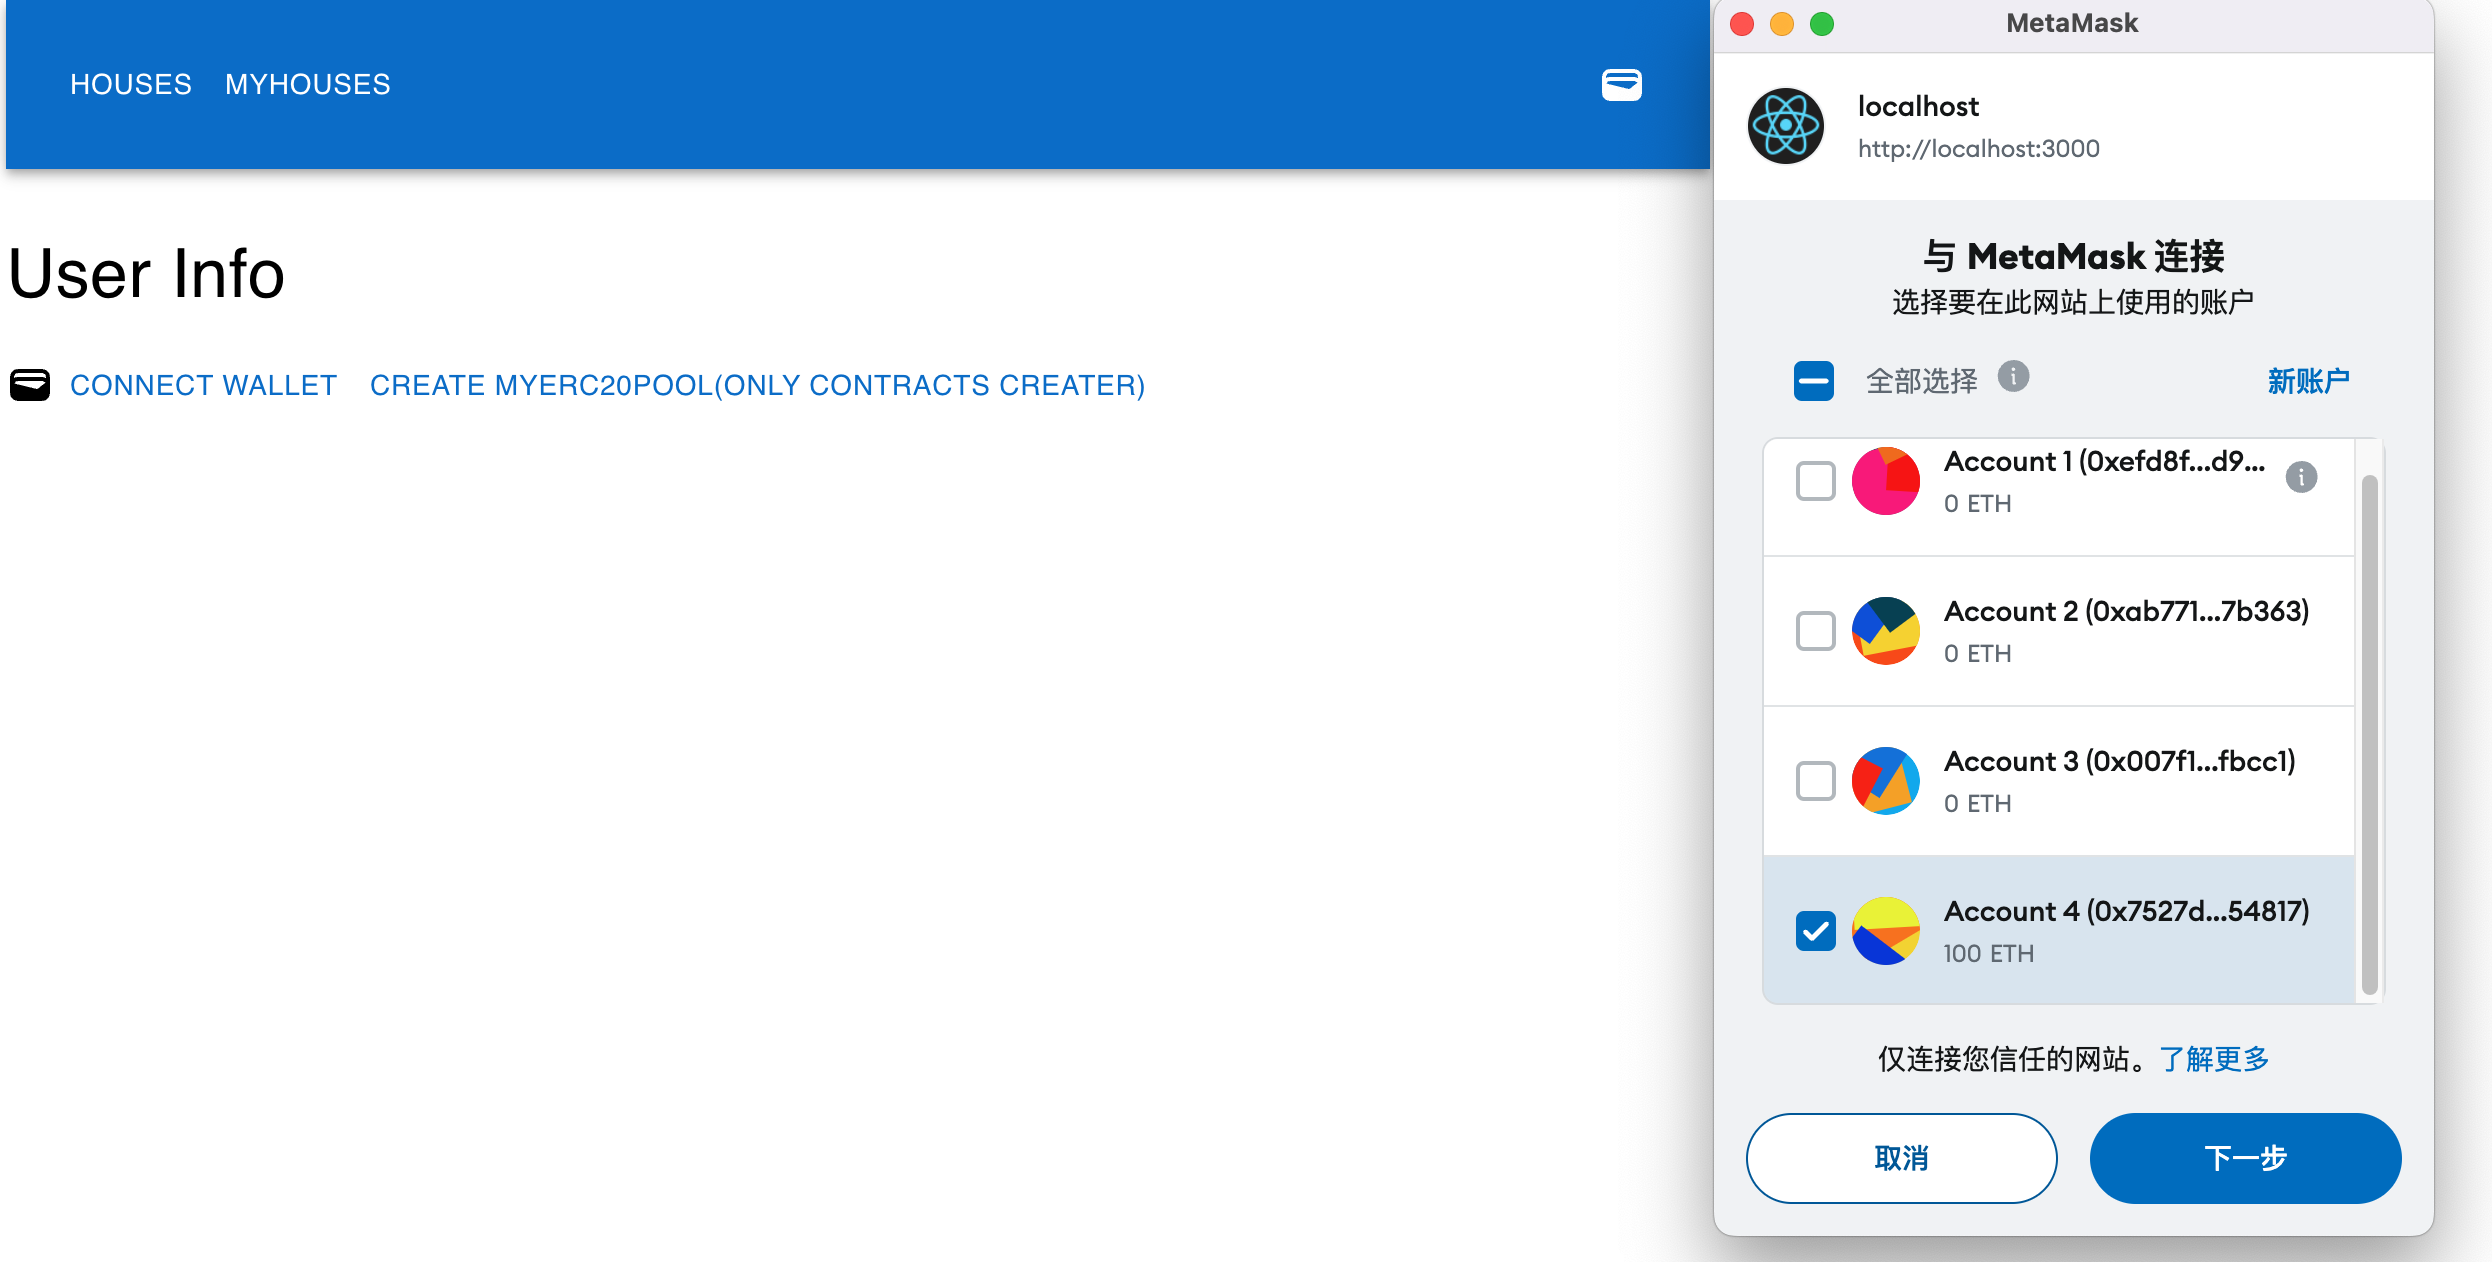 HOUSES MYHOUSES
User Info
CONNECT WALLET CREATE MYERC20POOL(ONLY CONTRACTS CREATER)
MetaMask
localhost
http://localhost:3000
与 MetaMask 连接
选择要在此网站上使用的账户
全部选择 新账户
Account 1 (0xefd8f...d9...
0 ETH
Account 2 (0xab771...7b363)
0 ETH
Account 3 (0x007f1...fbcc1)
0 ETH
Account 4 (0x7527d...54817)
100 ETH
仅连接您信任的网站。了解更多
取消 下一步